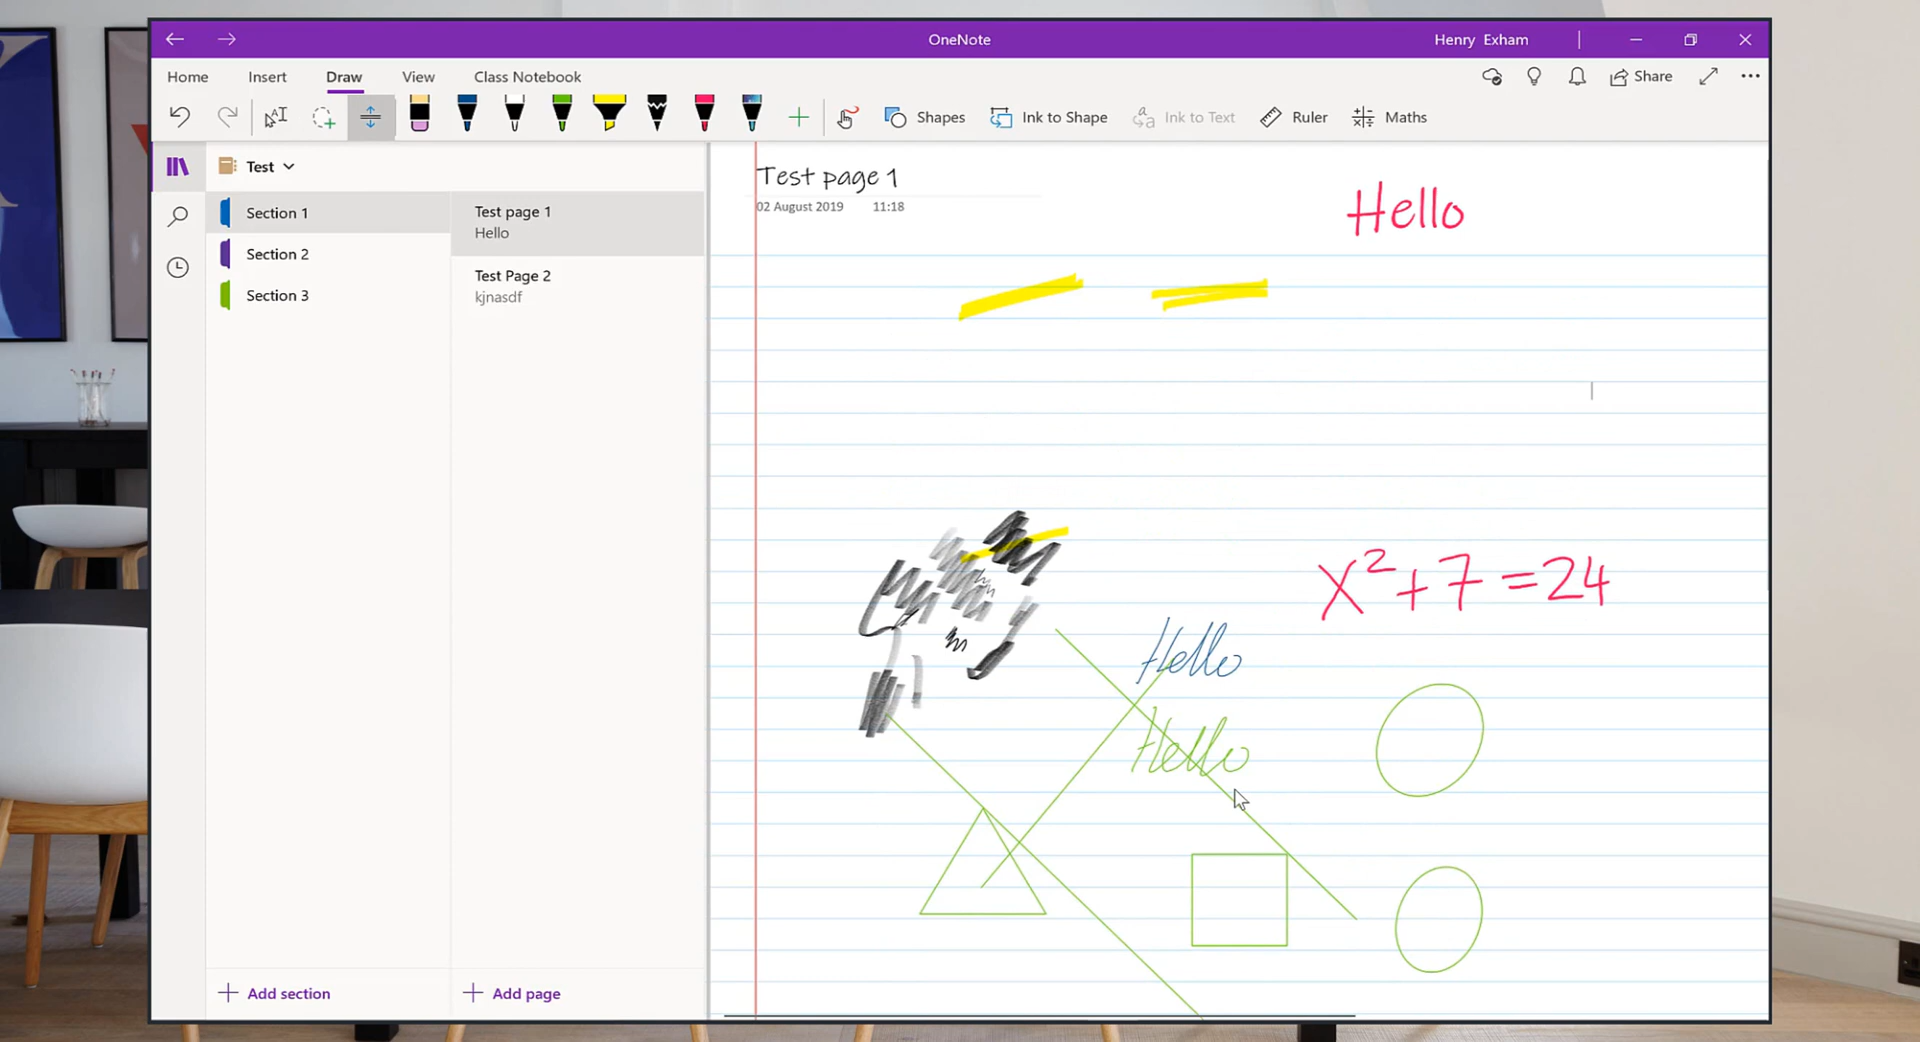 OneNote
Henry Exham
Home Insert Draw View Class Notebook
Share
Shapes Ink to Shape Ink to Text Ruler Maths
Test
Section 1
Section 2
Section 3
Test page 1
Hello
Test Page 2
kjnasdf
Test page 1
02 August 2019 11:18
Hello
x²+7=24
Hello
Hello
Add section
Add page